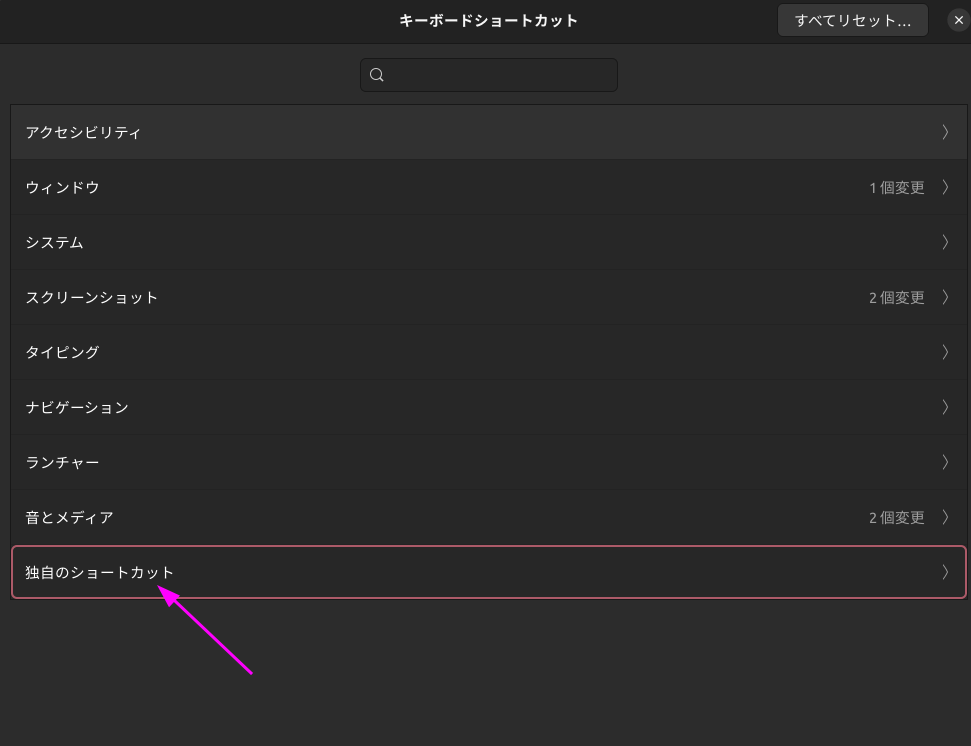 キーボードショートカット
すべてリセット...
アクセシビリティ
ウィンドウ 1 個変更
システム
スクリーンショット 2 個変更
タイピング
ナビゲーション
ランチャー
音とメディア 2 個変更
独自のショートカット